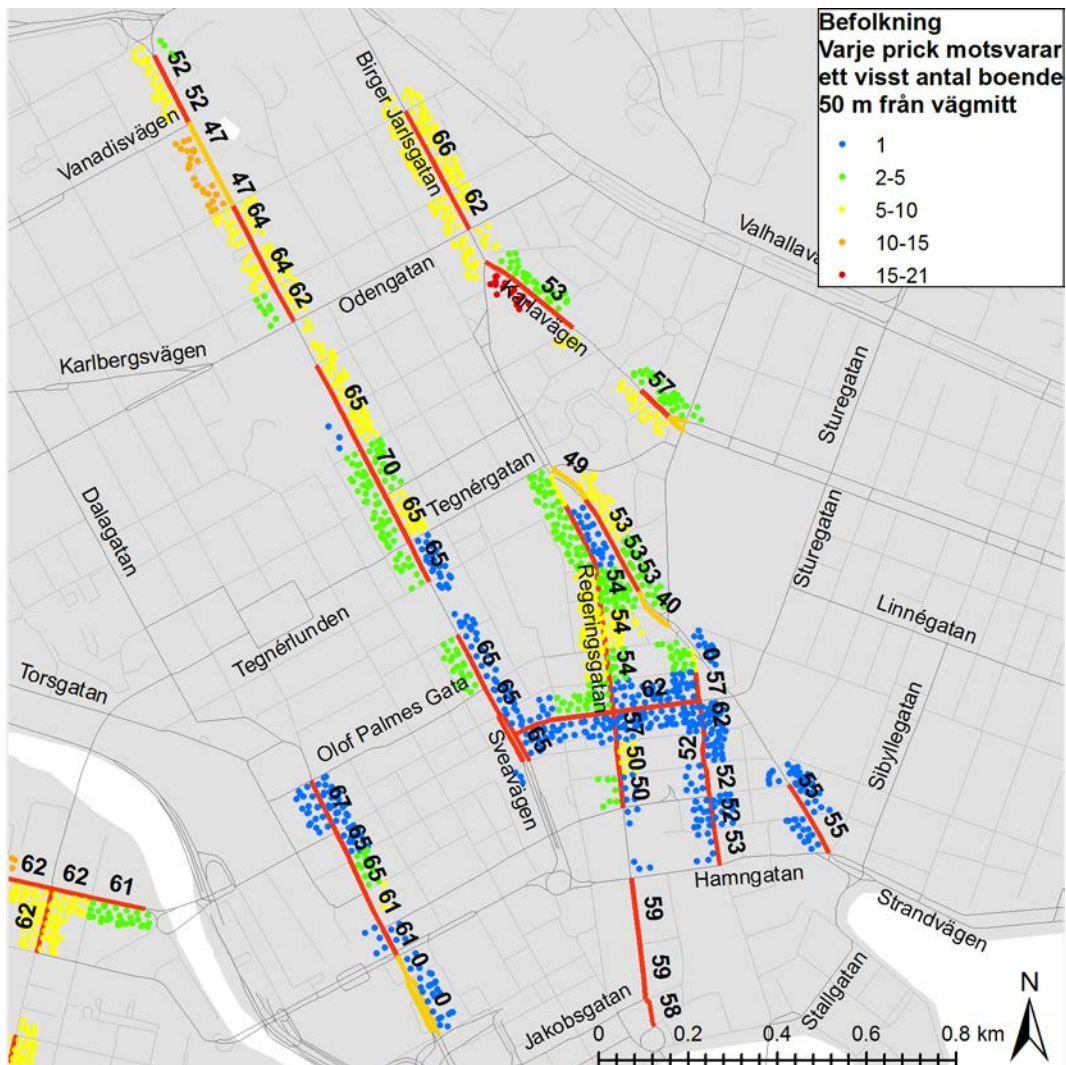 Befolkning
Varje prick motsvarar
ett visst antal boende
50 m från vägmitt
1
2-5
5-10
10-15
15-21
52
52
47
47
64
64
62
Vanadisvägen
Birger Jarlsgatan
66
62
Valhallavä
Odengatan
Karlbergsvägen
53
Karlavägen
57
Sturegatan
65
70
65
65
Tegnérgatan
49
53
53
53
40
Dalagatan
Sturegatan
54
54
54
Regeringsgatan
Linnégatan
Tegnérlunden
Torsgatan
65
65
65
Olof Palmes Gata
Sveavägen
62
0
57
62
57
50
50
52
52
52
53
55
55
Sibyllegatan
67
65
65
61
61
0
0
62
62
61
62
Hamngatan
Strandvägen
59
59
58
Jakobsgatan
Stallgatan
N
0 0.2 0.4 0.6 0.8 km